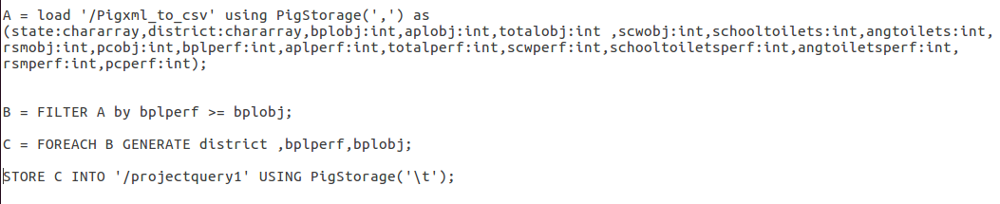 A = load '/Pigxml_to_csv' using PigStorage(',') as
(state:chararray,district:chararray,bplobj:int,aplobj:int,totalobj:int ,scwobj:int,schooltoilets:int,angtoilets:int,
rsmobj:int,pcobj:int,bplperf:int,aplperf:int,totalperf:int,scwperf:int,schooltoiletsperf:int,angtoiletsperf:int,
rsmperf:int,pcperf:int);
B = FILTER A by bplperf >= bplobj;
C = FOREACH B GENERATE district ,bplperf,bplobj;
STORE C INTO '/projectquery1' USING PigStorage('\t');